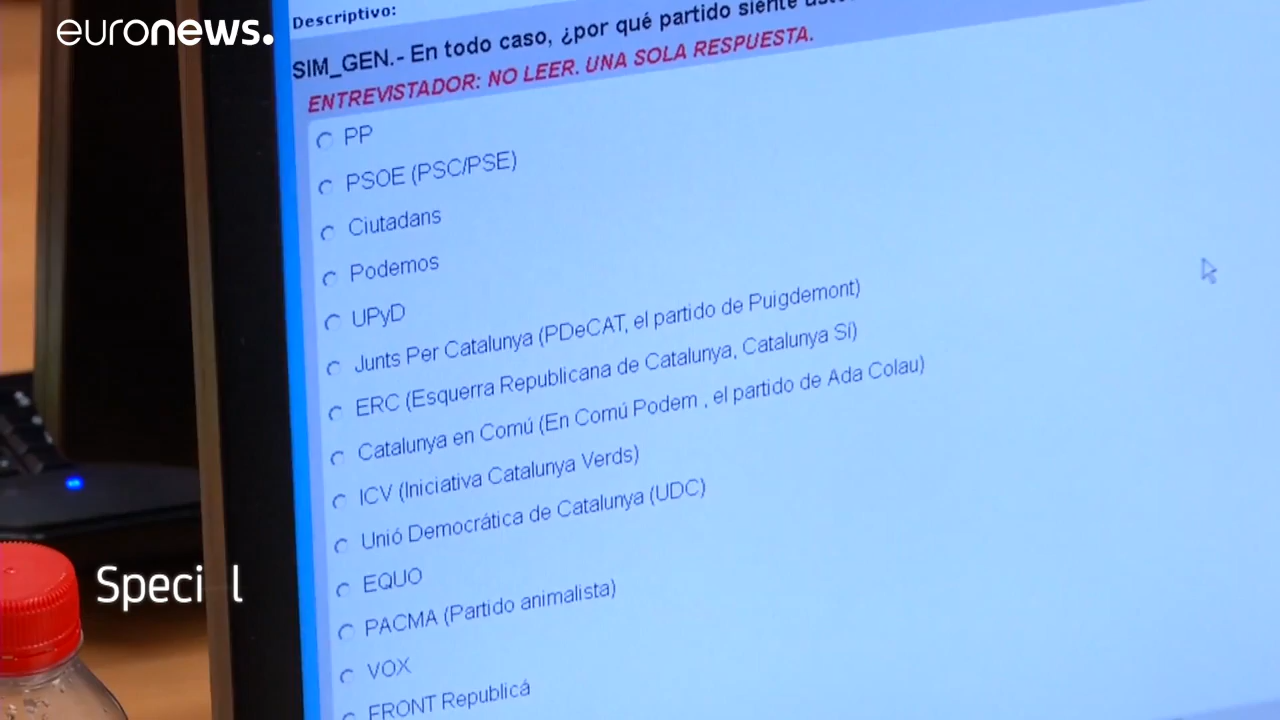 euronews.
Descriptivo:
SIM_GEN.- En todo caso, ¿por qué partido siente
ENTREVISTADOR: NO LEER. UNA SOLA RESPUESTA.
PP
PSOE (PSC/PSE)
Ciutadans
Podemos
UPyD
Junts Per Catalunya (PDeCAT, el partido de Puigdemont)
ERC (Esquerra Republicana de Catalunya, Catalunya Sí)
Catalunya en Comú (En Comú Podem , el partido de Ada Colau)
ICV (Iniciativa Catalunya Verds)
Unió Democrática de Catalunya (UDC)
EQUO
PACMA (Partido animalista)
VOX
FRONT Republicá
Speci l